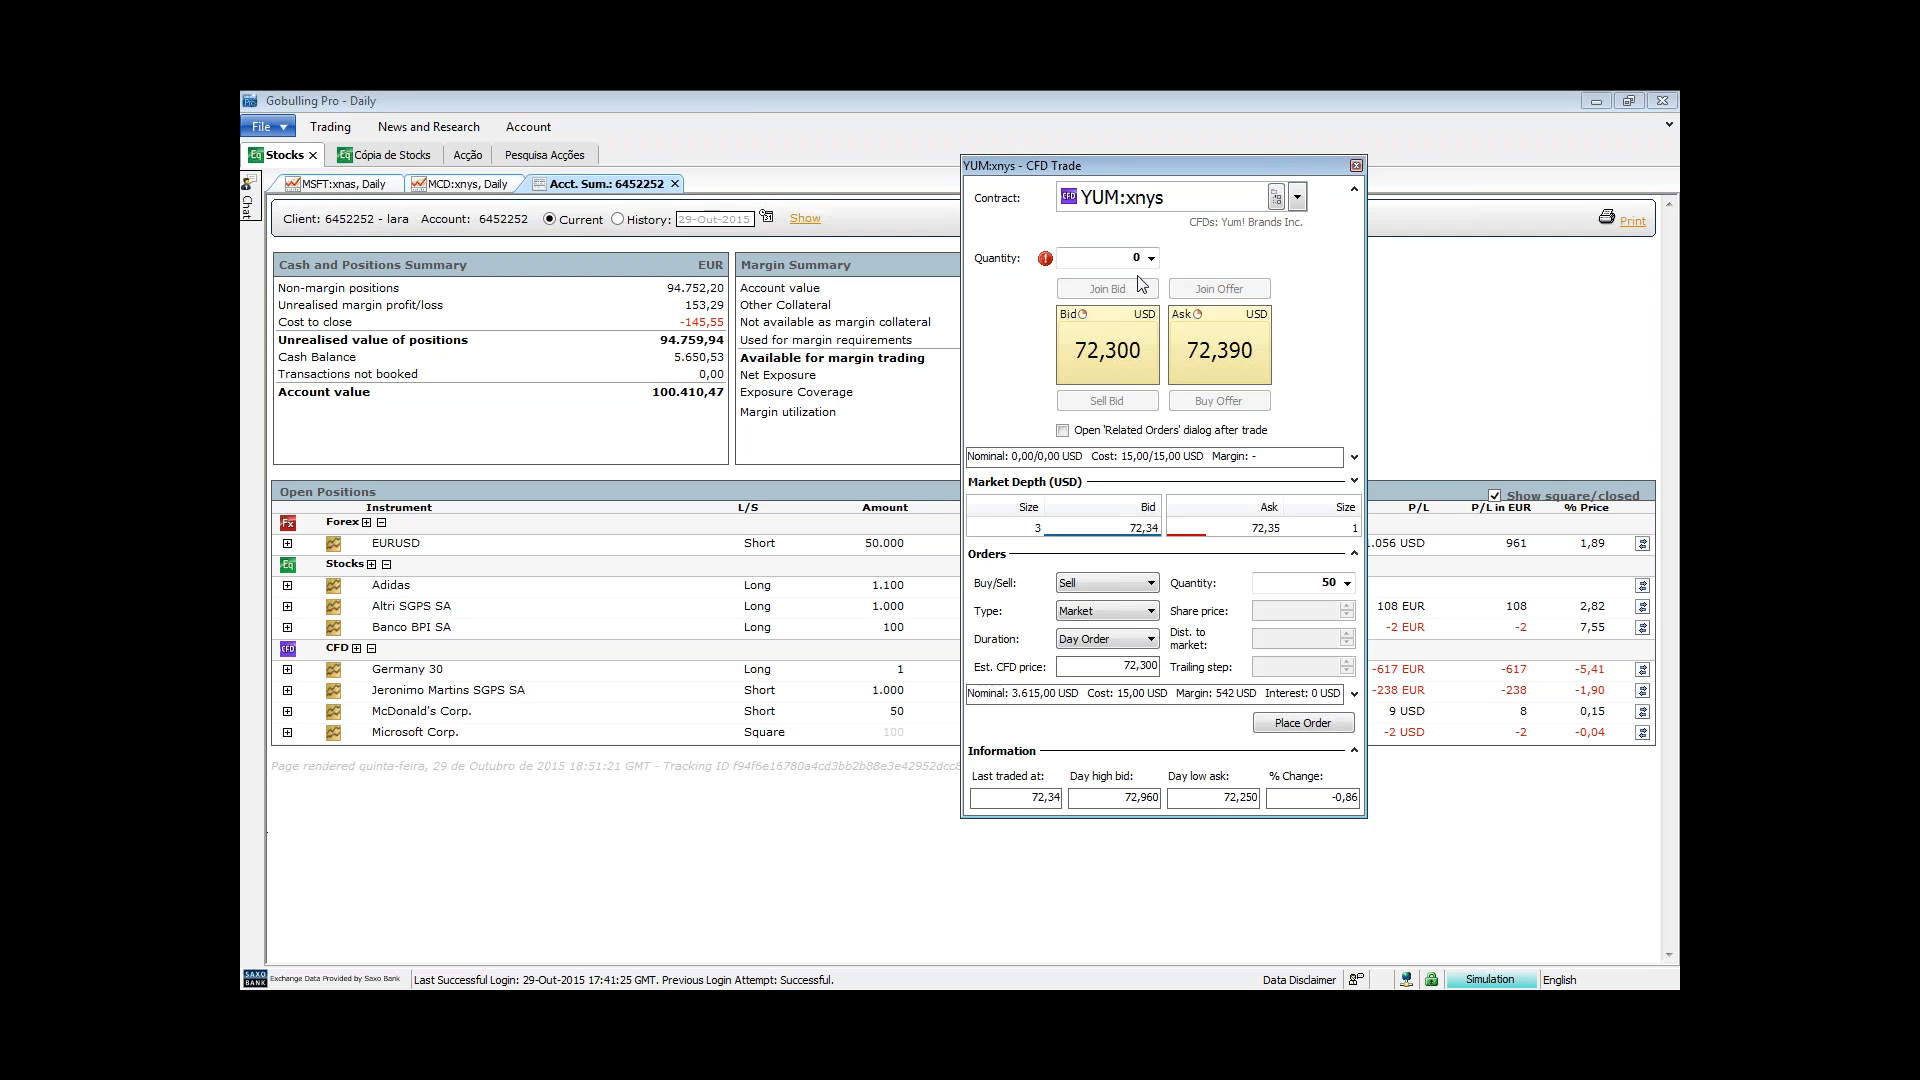 Gobulling Pro - Daily
File Trading News and Research Account
Stocks Cópia de Stocks Acção Pesquisa Acções
Chat
MSFT:xnas, Daily MCD:xnys, Daily Acct. Sum.: 6452252
Client: 6452252 - lara Account: 6452252 Current History: 29-Out-2015 Show Print
Cash and Positions Summary EUR
Non-margin positions 94.752,20
Unrealised margin profit/loss 153,29
Cost to close -145,55
Unrealised value of positions 94.759,94
Cash Balance 5.650,53
Transactions not booked 0,00
Account value 100.410,47
Margin Summary
Account value
Other Collateral
Not available as margin collateral
Used for margin requirements
Available for margin trading
Net Exposure
Exposure Coverage
Margin utilization
Open Positions Show square/closed
Instrument L/S Amount P/L P/L in EUR % Price
Fx Forex
EURUSD Short 50.000 1.056 USD 961 1,89
Eq Stocks
Adidas Long 1.100
Altri SGPS SA Long 1.000 108 EUR 108 2,82
Banco BPI SA Long 100 -2 EUR -2 7,55
CFD CFD
Germany 30 Long 1 -617 EUR -617 -5,41
Jeronimo Martins SGPS SA Short 1.000 -238 EUR -238 -1,90
McDonald's Corp. Short 50 9 USD 8 0,15
Microsoft Corp. Square 100 -2 USD -2 -0,04
Page rendered quinta-feira, 29 de Outubro de 2015 18:51:21 GMT - Tracking ID f94f6e16780a4cd3bb2b88e3e42952dcc8
YUM:xnys - CFD Trade
Contract: CFD YUM:xnys
CFDs: Yum! Brands Inc.
Quantity: 0
Join Bid Join Offer
Bid USD Ask USD
72,300 72,390
Sell Bid Buy Offer
Open 'Related Orders' dialog after trade
Nominal: 0,00/0,00 USD Cost: 15,00/15,00 USD Margin: -
Market Depth (USD)
Size Bid Ask Size
3 72,34 72,35 1
Orders
Buy/Sell: Sell Quantity: 50
Type: Market Share price:
Duration: Day Order Dist. to market:
Est. CFD price: 72,300 Trailing step:
Nominal: 3.615,00 USD Cost: 15,00 USD Margin: 542 USD Interest: 0 USD
Place Order
Information
Last traded at: Day high bid: Day low ask: % Change:
72,34 72,960 72,250 -0,86
SAXO BANK Exchange Data Provided by Saxo Bank Last Successful Login: 29-Out-2015 17:41:25 GMT. Previous Login Attempt: Successful. Data Disclaimer Simulation English